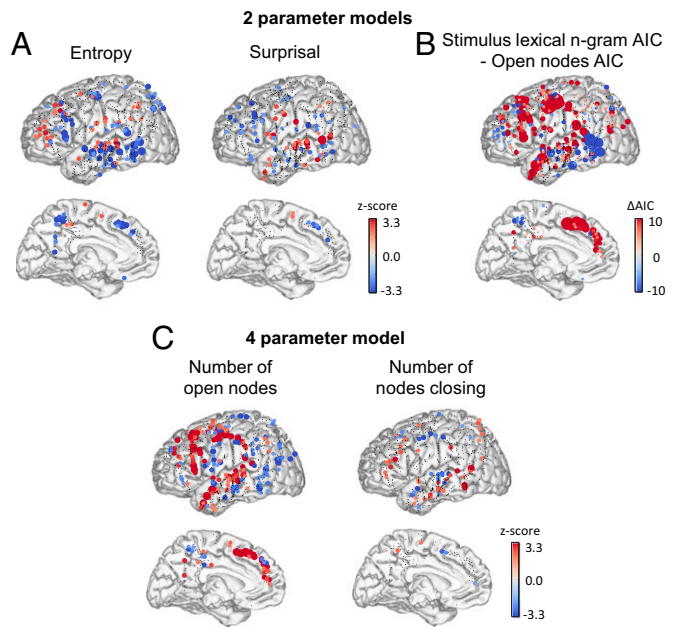 2 parameter models
A
Entropy
Surprisal
B
Stimulus lexical n-gram AIC
- Open nodes AIC
z-score
3.3
0.0
-3.3
ΔAIC
10
0
-10
C
4 parameter model
Number of
open nodes
Number of
nodes closing
z-score
3.3
0.0
-3.3